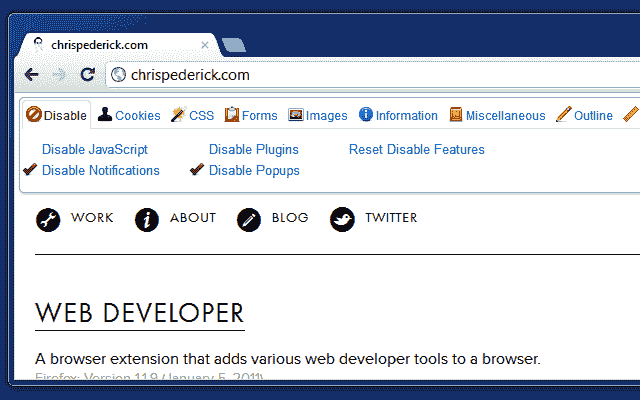 chrispederick.com
chrispederick.com
Disable Cookies CSS Forms Images Information Miscellaneous Outline
Disable JavaScript Disable Plugins Reset Disable Features
Disable Notifications Disable Popups
WORK ABOUT BLOG TWITTER
WEB DEVELOPER
A browser extension that adds various web developer tools to a browser.
Firefox: Version 1.1.9 (January 5, 2011)